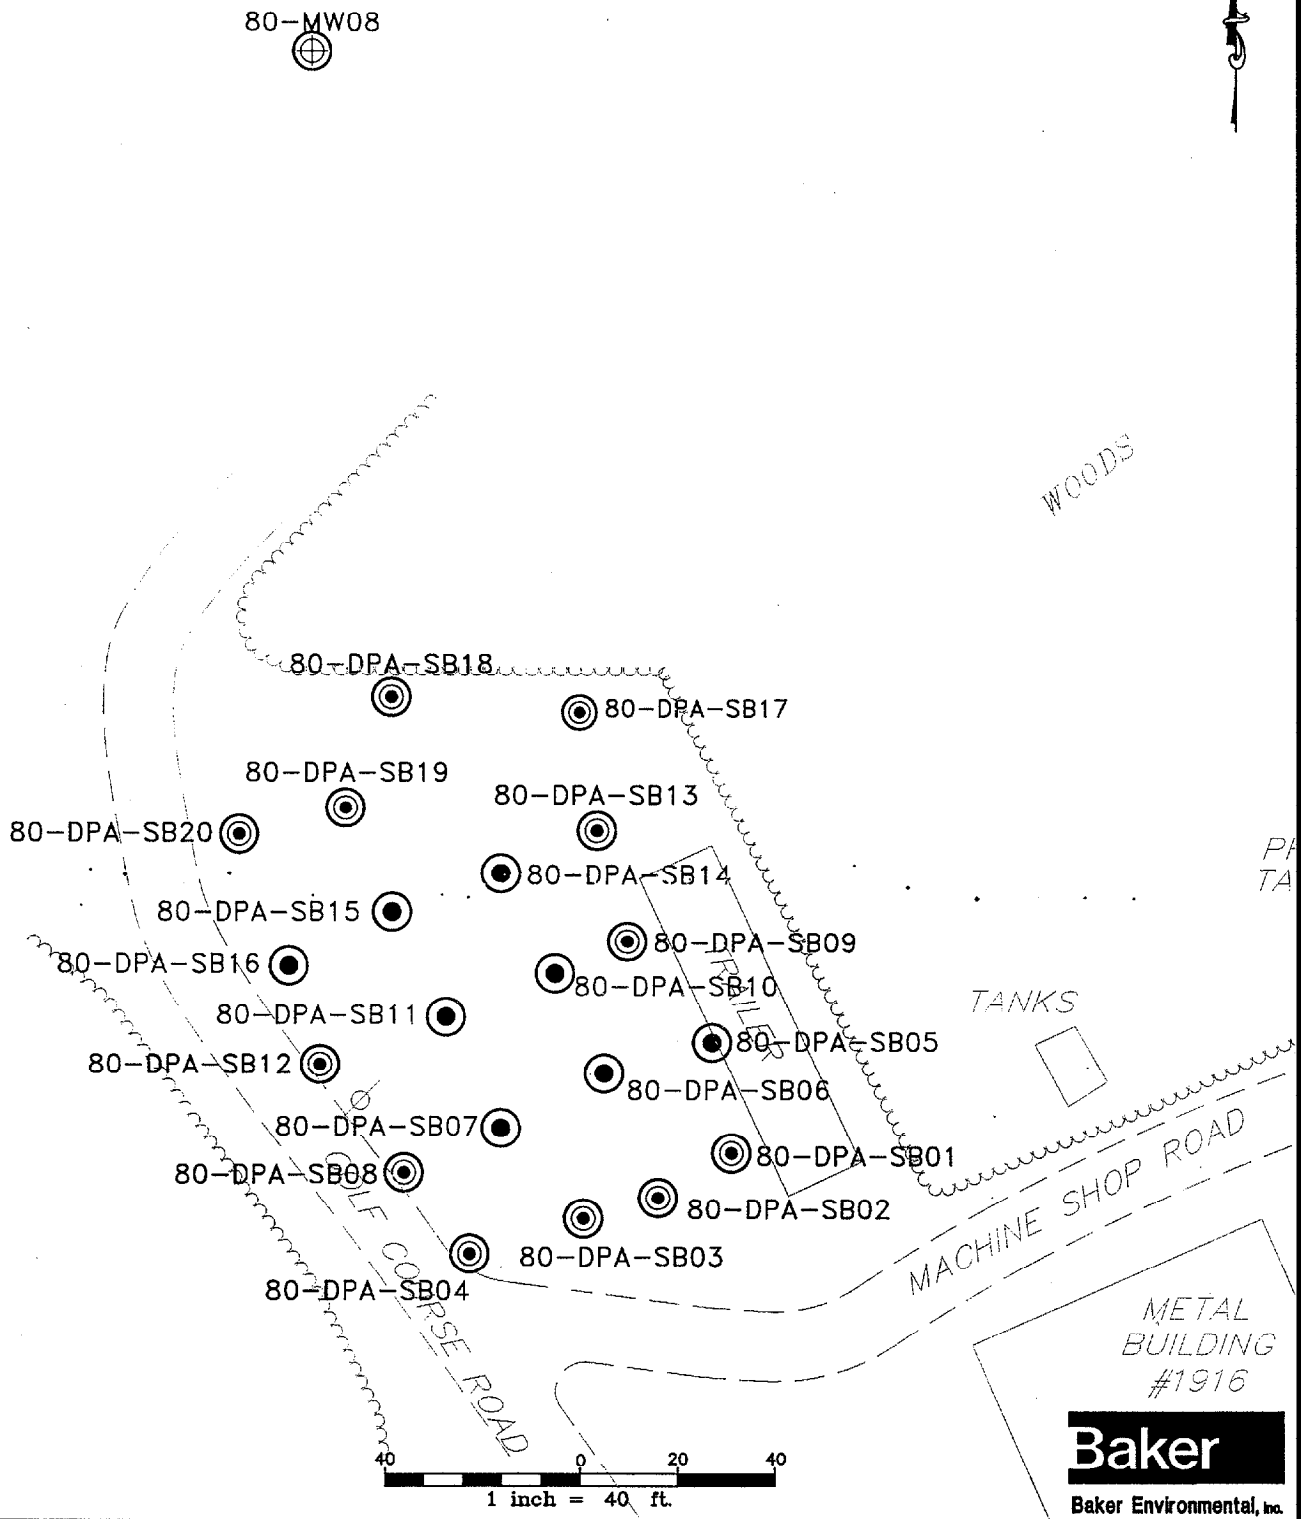 80-MW08
WOODS
80-DPA-SB18
80-DPA-SB17
80-DPA-SB19
80-DPA-SB13
80-DPA-SB20
80-DPA-SB14
80-DPA-SB15
80-DPA-SB09
80-DPA-SB16
80-DPA-SB10
TRAILER
TANKS
80-DPA-SB11
80-DPA-SB05
80-DPA-SB12
80-DPA-SB06
80-DPA-SB07
80-DPA-SB01
80-DPA-SB08
80-DPA-SB02
80-DPA-SB03
80-DPA-SB04
GOLF COURSE ROAD
MACHINE SHOP ROAD
METAL
BUILDING
#1916
40 0 20 40
1 inch = 40 ft.
Baker
Baker Environmental, Inc.